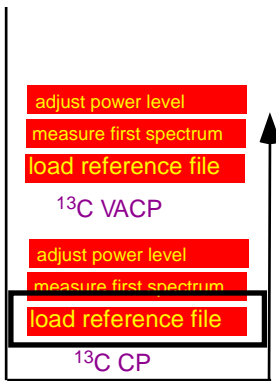 adjust power level
measure first spectrum
load reference file
¹³C VACP
adjust power level
measure first spectrum
load reference file
¹³C CP